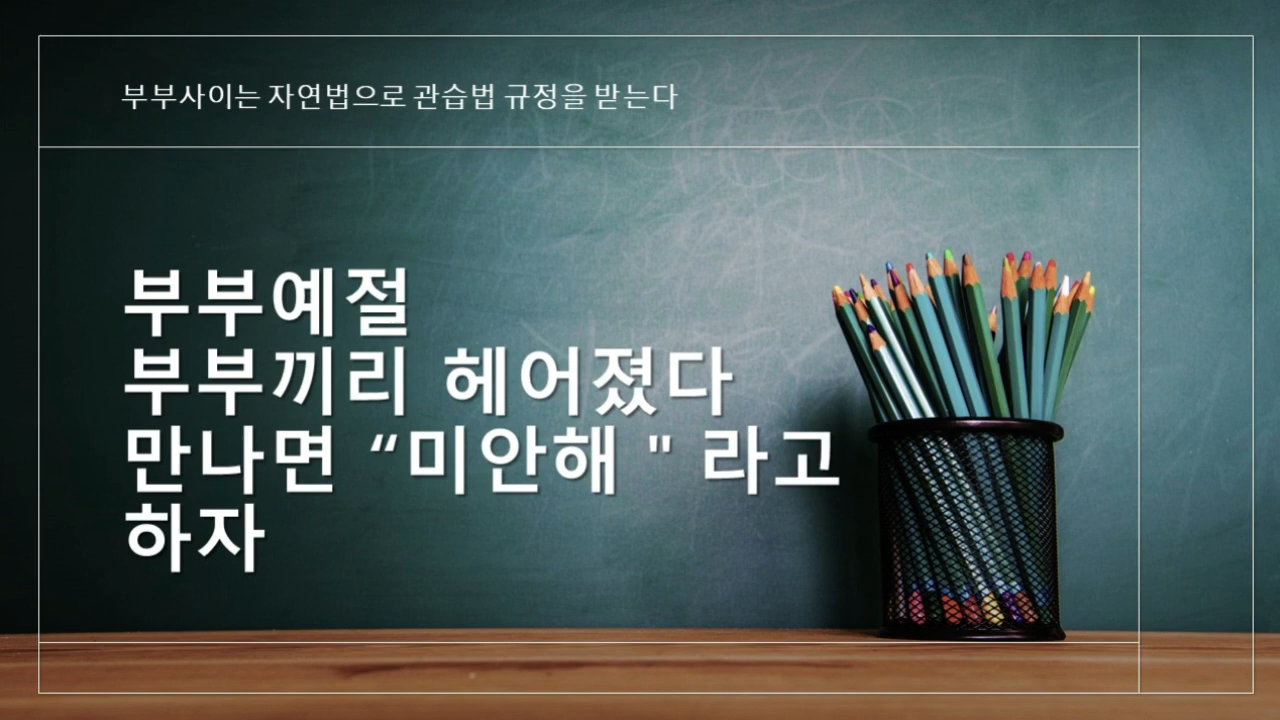 부부사이는 자연법으로 관습법 규정을 받는다
부부예절
부부끼리 헤어졌다
만나면 “미안해 " 라고
하자